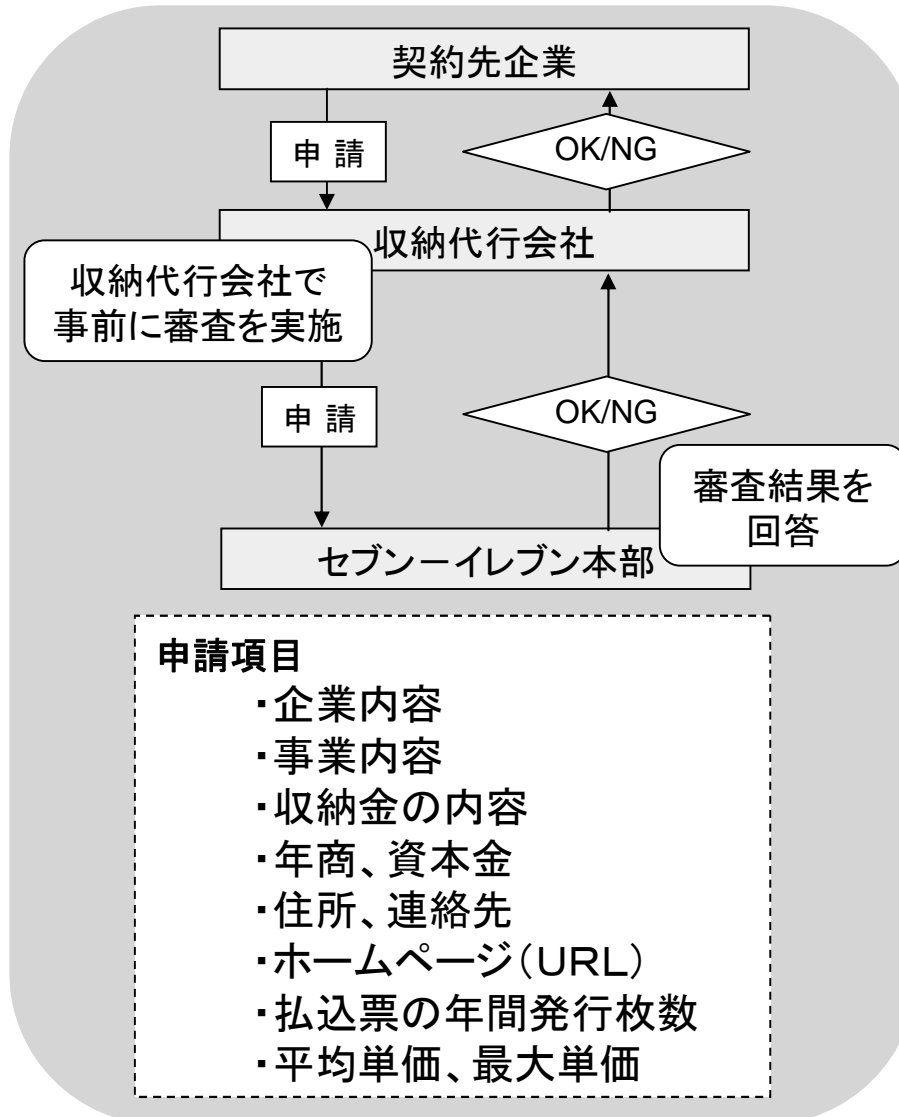 契約先企業
申 請
OK/NG
収納代行会社
収納代行会社で
事前に審査を実施
申 請
OK/NG
審査結果を
回答
セブン－イレブン本部
申請項目
・企業内容
・事業内容
・収納金の内容
・年商、資本金
・住所、連絡先
・ホームページ（ＵＲＬ）
・払込票の年間発行枚数
・平均単価、最大単価